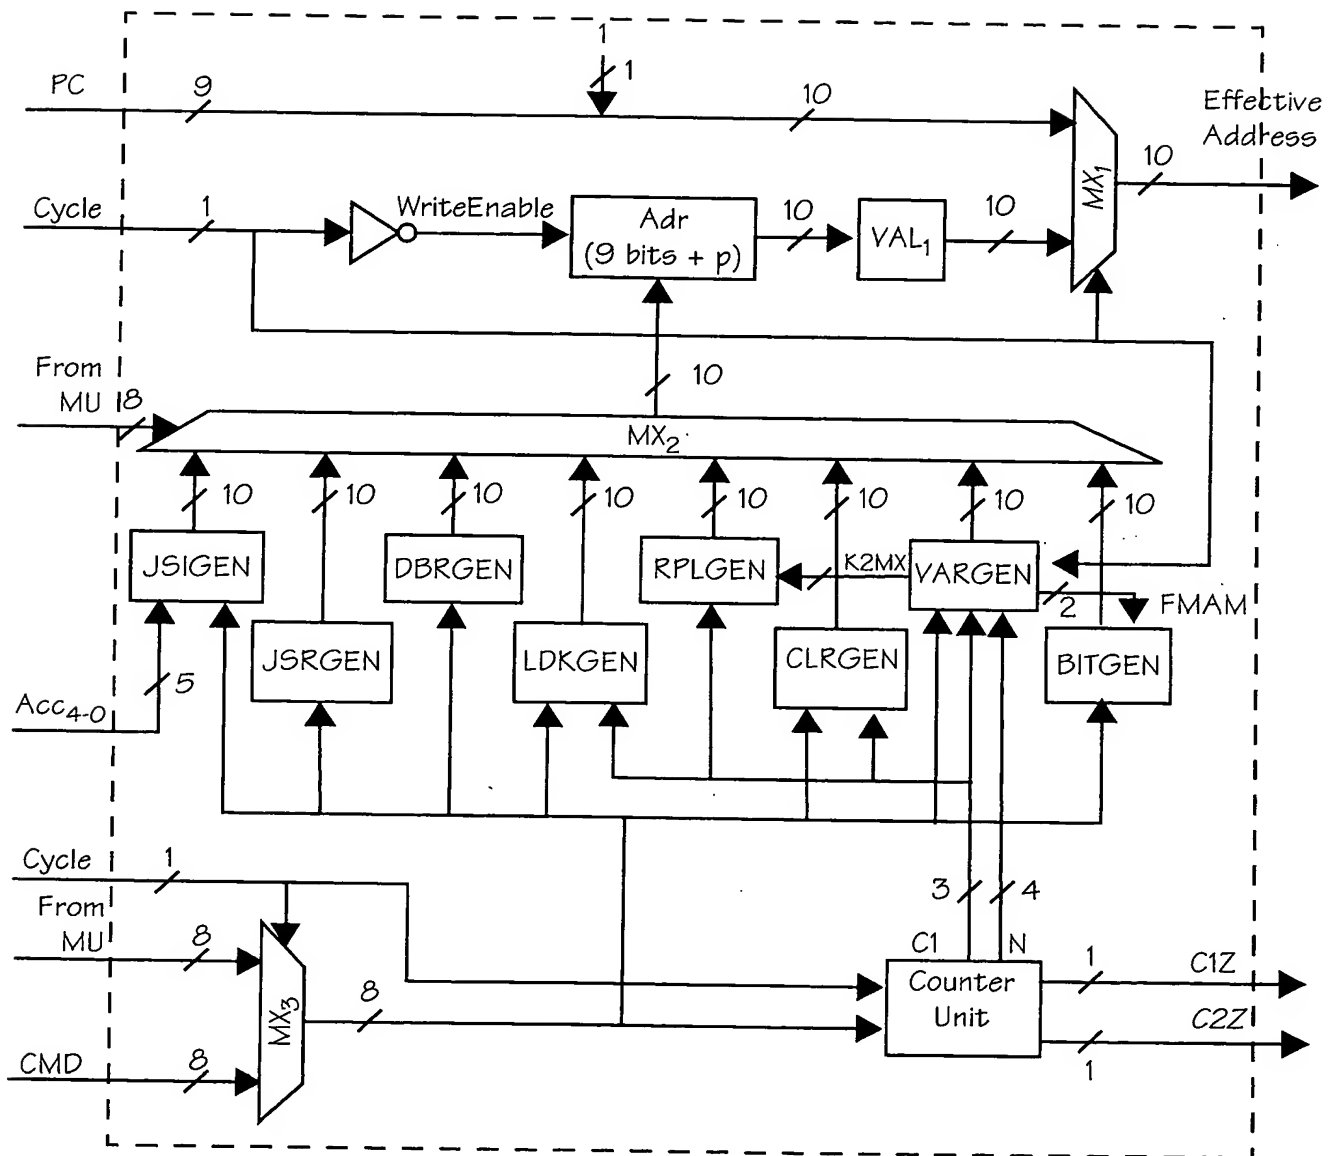 1
PC
9
1
10
Effective
Address
10
MX1
Cycle
1
WriteEnable
Adr
(9 bits + p)
10
VAL1
10
From
MU
8
10
MX2
10
10
10
10
10
10
10
10
JSIGEN
DBRGEN
RPLGEN
K2MX
VARGEN
2
FMAM
JSRGEN
LDKGEN
CLRGEN
BITGEN
5
Acc4-0
Cycle
1
3
4
From
MU
8
C1
N
Counter
Unit
1
C1Z
MX3
8
C2Z
CMD
8
1